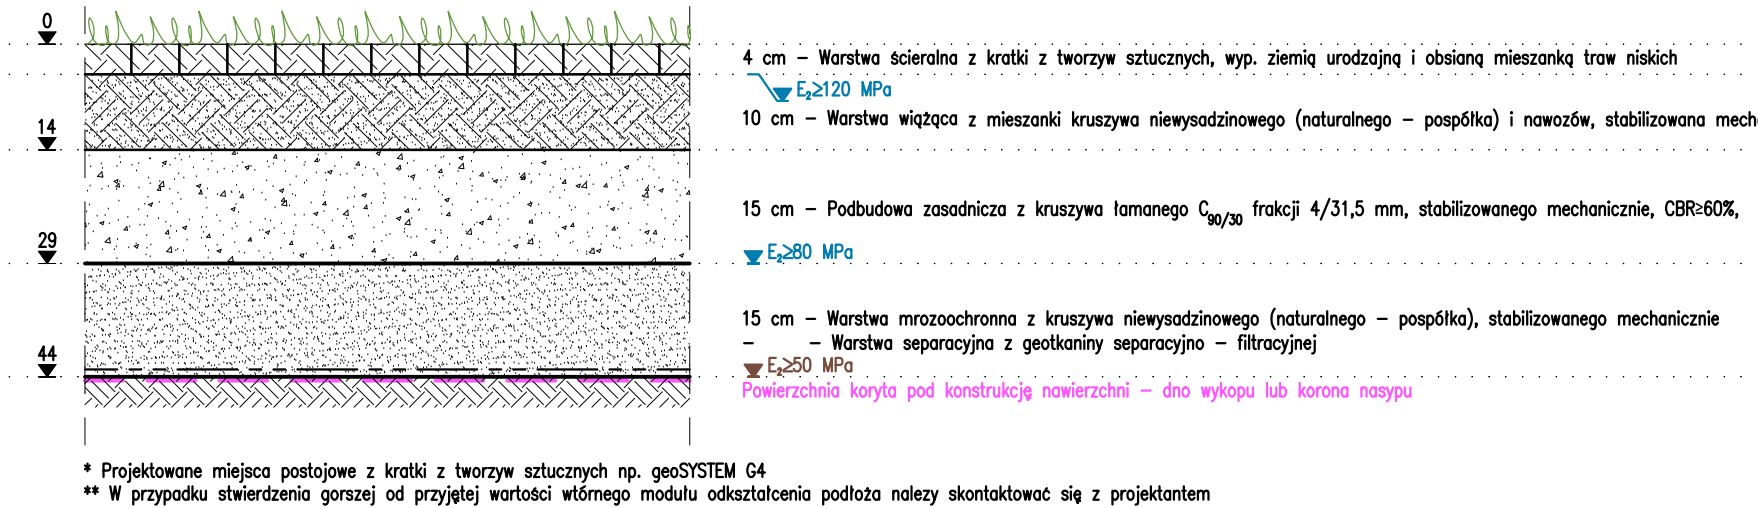 0
4 cm – Warstwa ścieralna z kratki z tworzyw sztucznych, wyp. ziemią urodzajną i obsianą mieszanką traw niskich
E2≥120 MPa
14
10 cm – Warstwa wiążąca z mieszanki kruszywa niewysadzinowego (naturalnego – pospółka) i nawozów, stabilizowana mech
15 cm – Podbudowa zasadnicza z kruszywa łamanego C90/30 frakcji 4/31,5 mm, stabilizowanego mechanicznie, CBR≥60%,
29
E2≥80 MPa
15 cm – Warstwa mrozoochronna z kruszywa niewysadzinowego (naturalnego – pospółka), stabilizowanego mechanicznie
– – Warstwa separacyjna z geotkaniny separacyjno – filtracyjnej
44
E2≥50 MPa
Powierzchnia koryta pod konstrukcję nawierzchni – dno wykopu lub korona nasypu
* Projektowane miejsca postojowe z kratki z tworzyw sztucznych np. geoSYSTEM G4
** W przypadku stwierdzenia gorszej od przyjętej wartości wtórnego modułu odkształcenia podłoża nalezy skontaktować się z projektantem